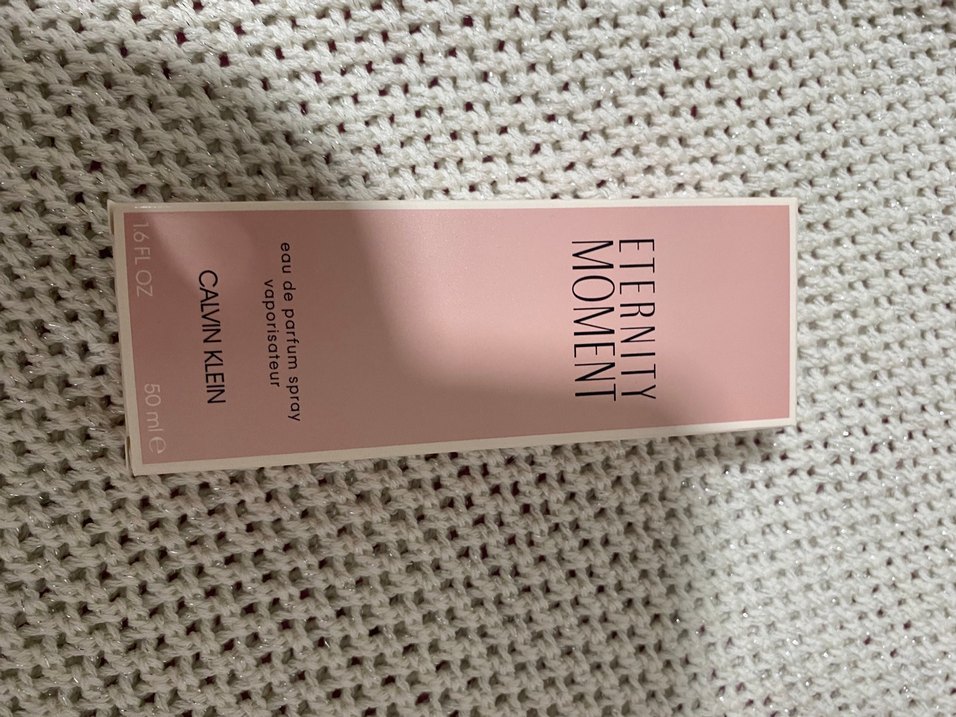 ETERNITY
MOMENT
eau de parfum spray
vaporisateur
CALVIN KLEIN
1.6 FL OZ 50 ml ℮